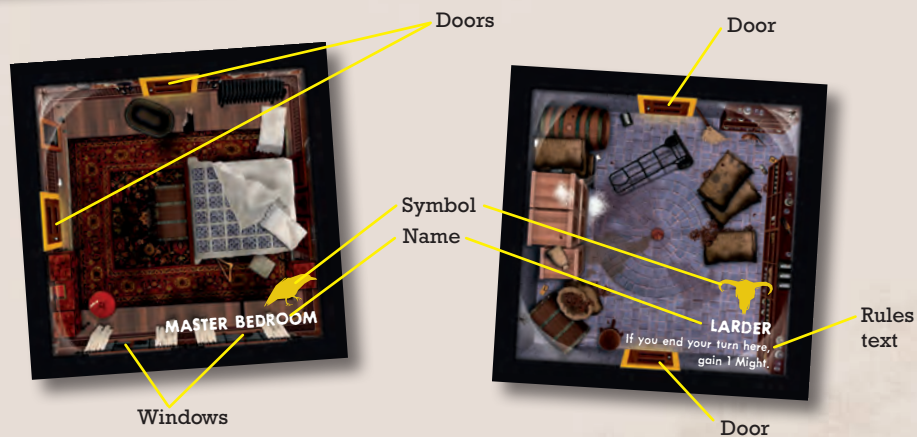 Doors
Door
Symbol
Name
MASTER BEDROOM
LARDER
If you end your turn here,
gain 1 Might.
Rules
text
Windows
Door